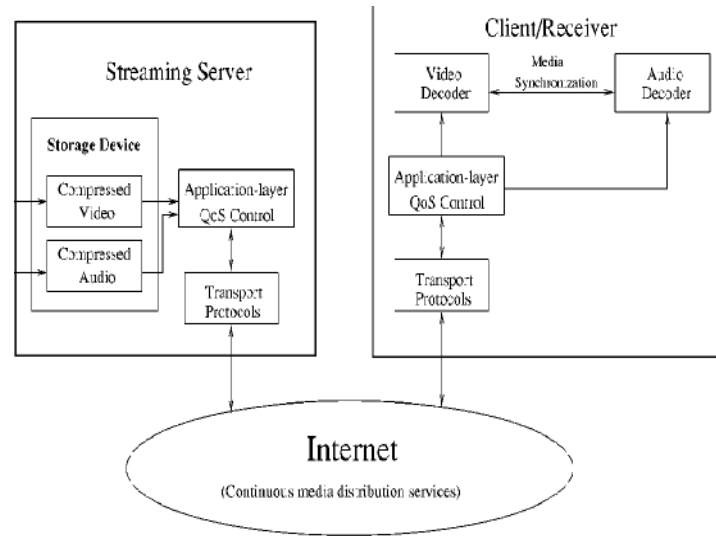 Streaming Server
Storage Device
Compressed
Video
Compressed
Audio
Application-layer
QoS Control
Transport
Protocols
Client/Receiver
Video
Decoder
Media
Synchronization
Audio
Decoder
Application-layer
QoS Control
Transport
Protocols
Internet
(Continuous media distribution services)